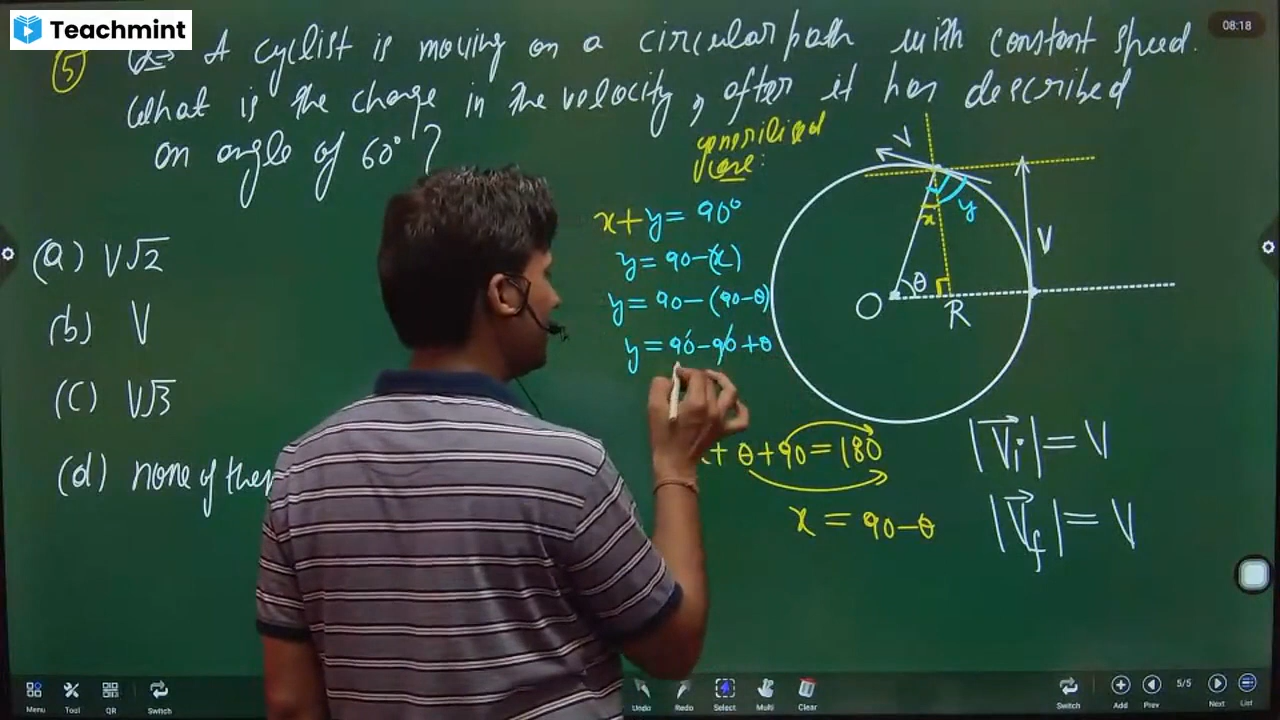 Teachmint
08:18
(5) Q→ A cyclist is moving on a circular path with constant speed.
What is the change in the velocity, after it has described
an angle of 60° ?
(a) V√2
(b) V
(c) V√3
(d) none of
generilised
case:
x+y = 90°
y = 90-(x)
y = 90-(90-θ)
y = 90-90+θ
+ θ+90 = 180
x = 90-θ
V
x
y
θ
V
O
R
|Vi| = V
|Vf| = V
Menu
Tool
QR
Switch
Undo
Redo
Select
Multi
Clear
Switch
Add
Prev
5/5
Next
List